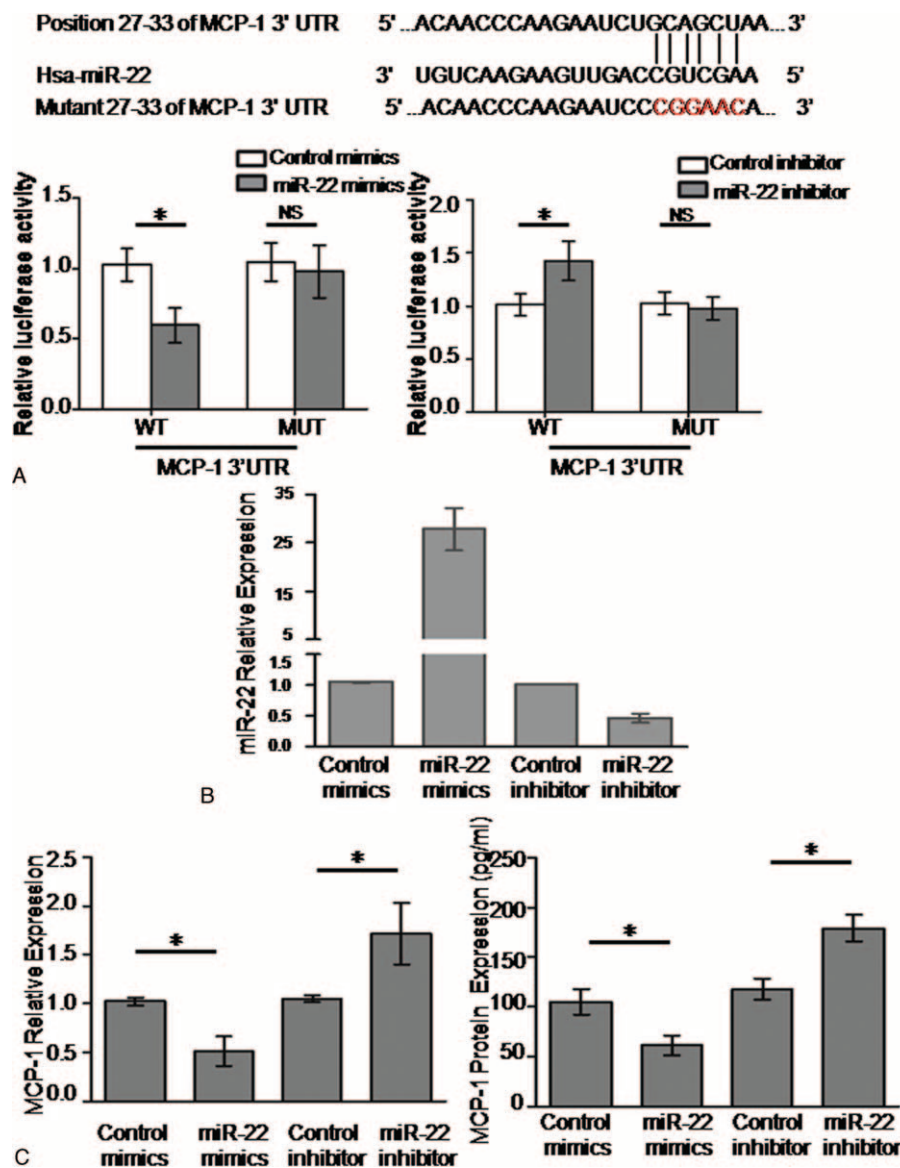 Position 27-33 of MCP-1 3' UTR 5' ...ACAACCCAAGAAUCUGCAGCUAA... 3'
Hsa-miR-22 3' UGUCAAGAAGUUGACCGUCGAA 5'
Mutant 27-33 of MCP-1 3' UTR 5' ...ACAACCCAAGAAUCCCGGAACA... 3'
Control mimics
miR-22 mimics
Relative luciferase activity
1.5
1.0
0.5
0.0
*
NS
WT
MUT
MCP-1 3'UTR
Control inhibitor
miR-22 inhibitor
Relative luciferase activity
2.0
1.5
1.0
0.5
0.0
*
NS
WT
MUT
MCP-1 3'UTR
A
miR-22 Relative Expression
35
25
15
5
1.5
1.0
0.5
0.0
Control mimics
miR-22 mimics
Control inhibitor
miR-22 inhibitor
B
MCP-1 Relative Expression
2.5
2.0
1.5
1.0
0.5
0.0
*
*
Control mimics
miR-22 mimics
Control inhibitor
miR-22 inhibitor
MCP-1 Protein Expression (pg/ml)
250
200
150
100
50
0
*
*
Control mimics
miR-22 mimics
Control inhibitor
miR-22 inhibitor
C